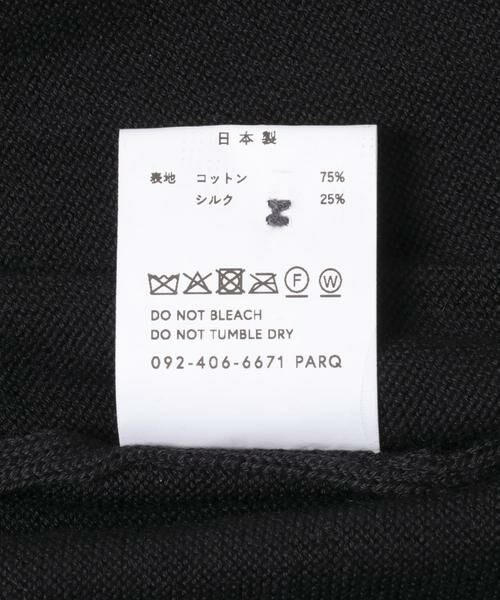 日本製
表地 コットン 75%
シルク 25%
F W
DO NOT BLEACH
DO NOT TUMBLE DRY
092-406-6671 PARQ